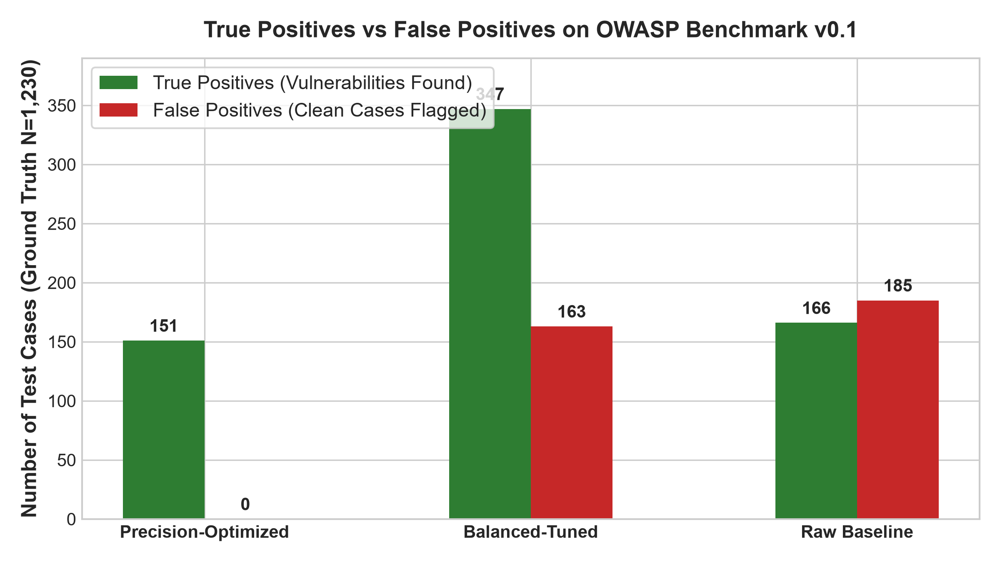 True Positives vs False Positives on OWASP Benchmark v0.1
Number of Test Cases (Ground Truth N=1,230)
True Positives (Vulnerabilities Found)
False Positives (Clean Cases Flagged)
350
300
250
200
150
100
50
0
151
0
347
163
166
185
Precision-Optimized
Balanced-Tuned
Raw Baseline